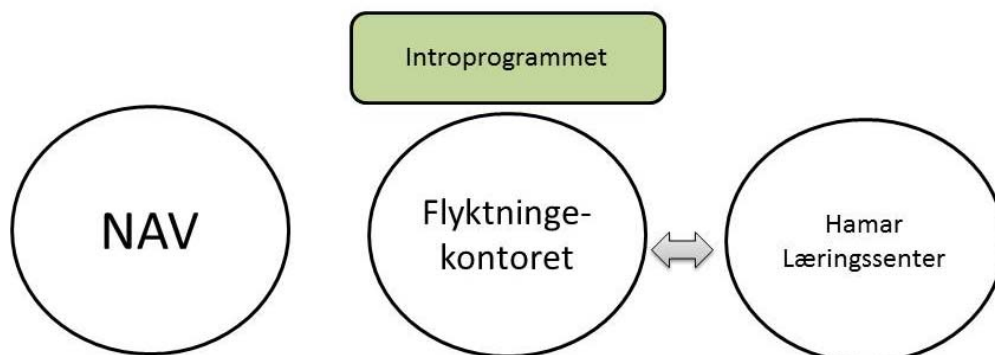 Introprogrammet
NAV
Flyktninge-
kontoret
Hamar
Læringssenter